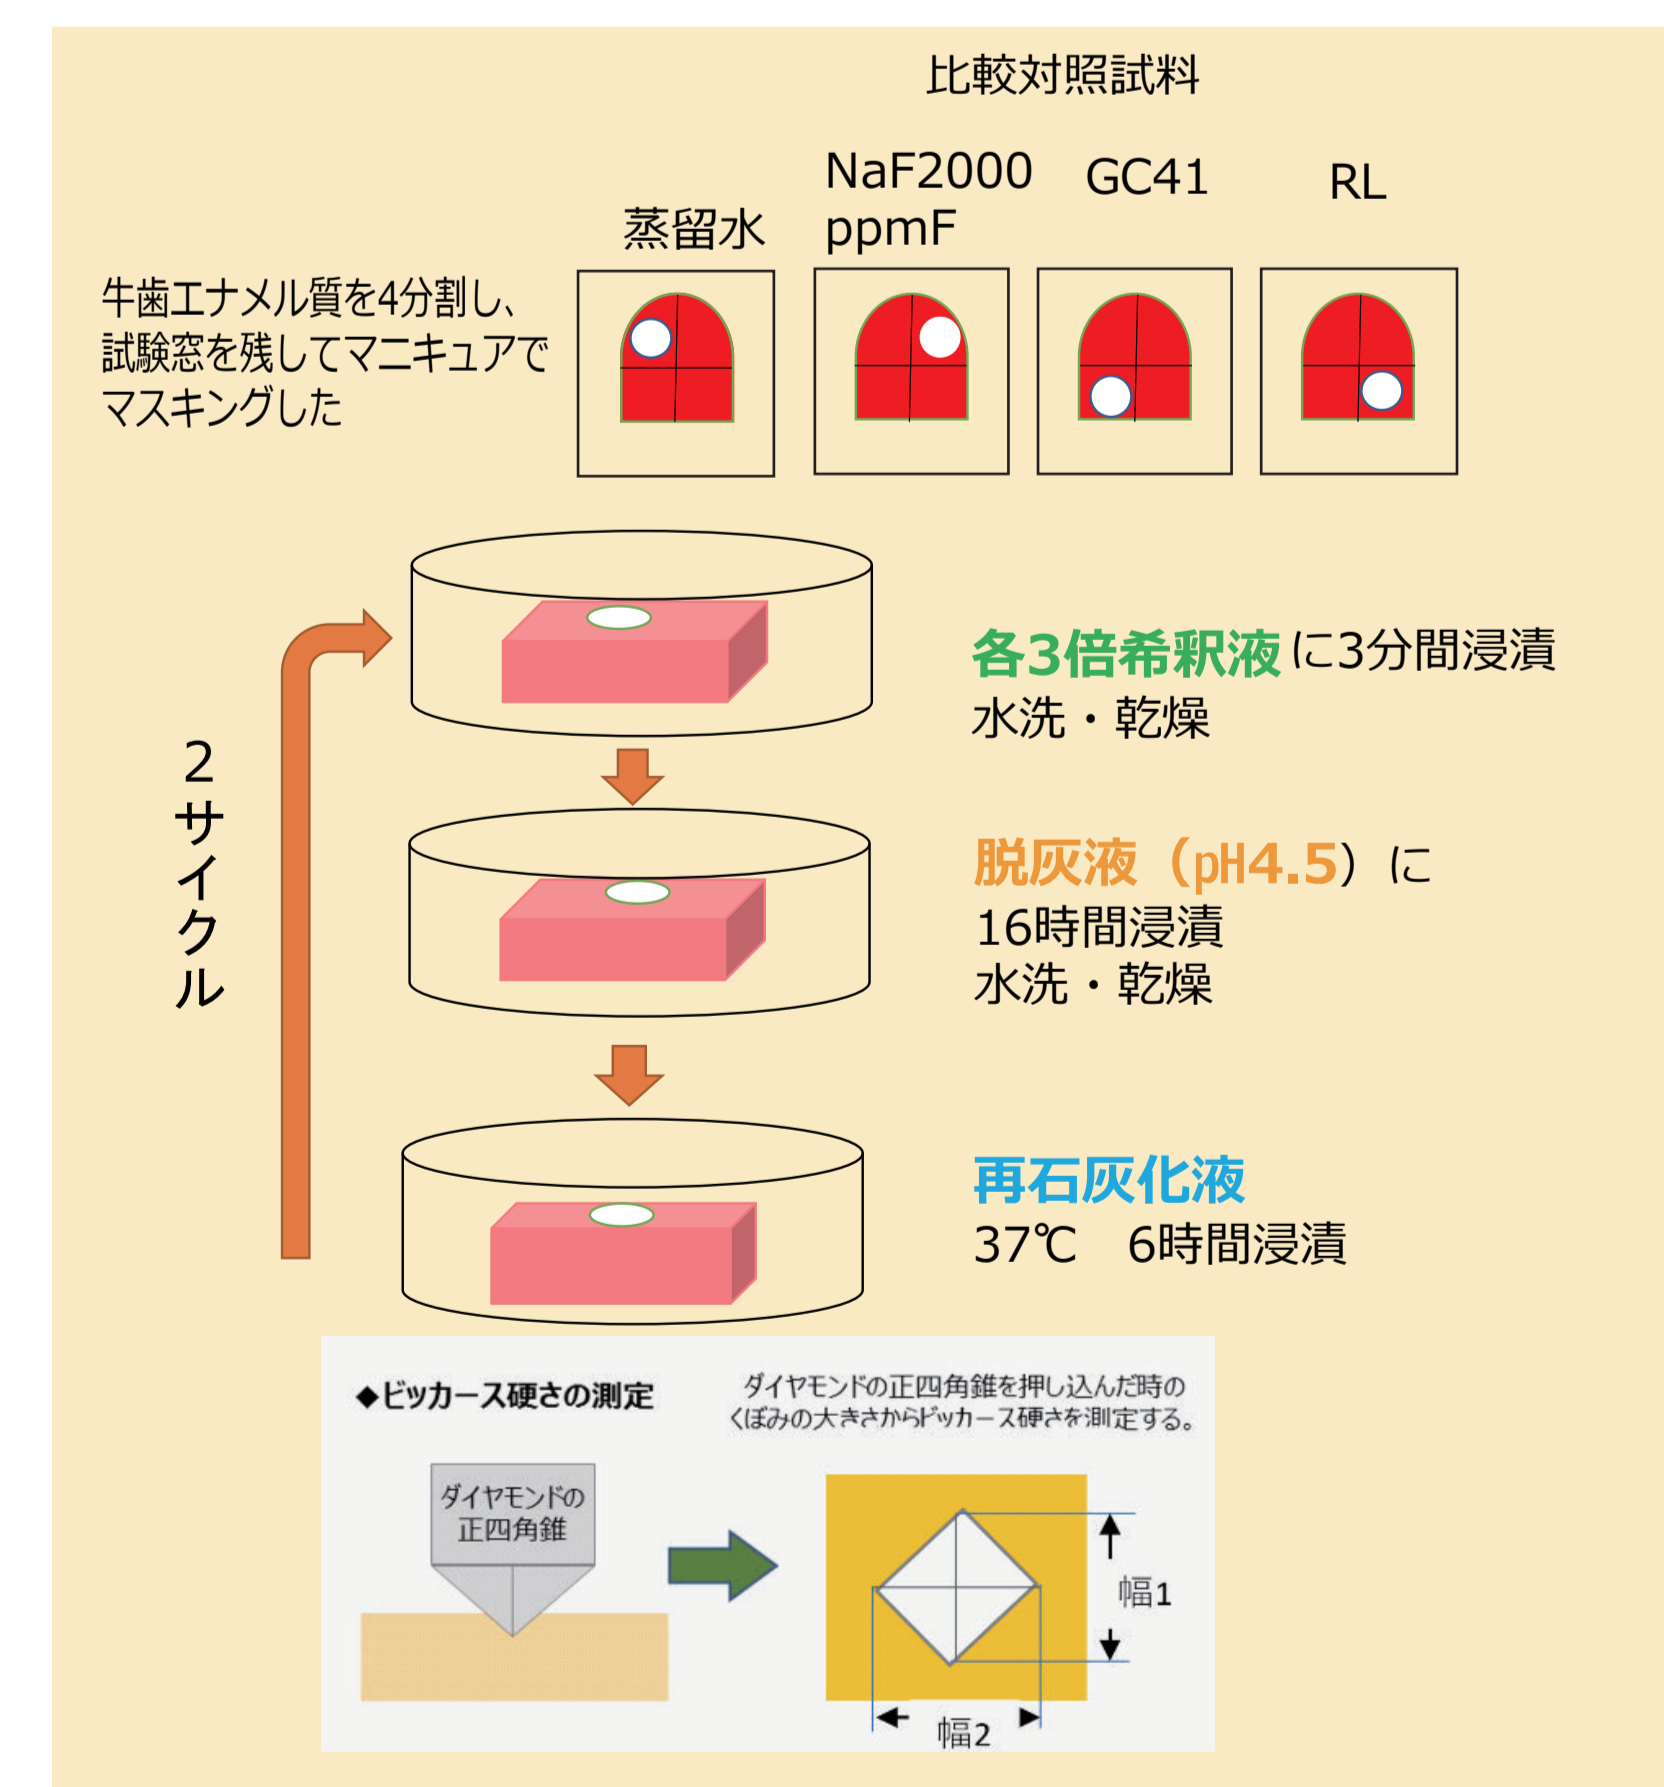 比較対照試料
蒸留水
NaF2000
ppmF
GC41
RL
牛歯エナメル質を4分割し、
試験窓を残してマニキュアで
マスキングした
2サイクル
各3倍希釈液に3分間浸漬
水洗・乾燥
脱灰液（pH4.5）に
16時間浸漬
水洗・乾燥
再石灰化液
37℃　6時間浸漬
◆ビッカース硬さの測定
ダイヤモンドの正四角錐を押し込んだ時の
くぼみの大きさからビッカース硬さを測定する。
ダイヤモンドの
正四角錐
幅1
幅2